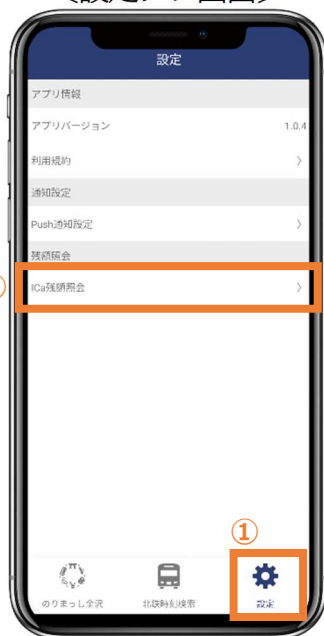 設定
アプリ情報
アプリバージョン 1.0.4
利用規約 〉
通知設定
Push通知設定 〉
残額照会
ICa残額照会 〉
①
のりまっし金沢 北鉄時刻検索 設定